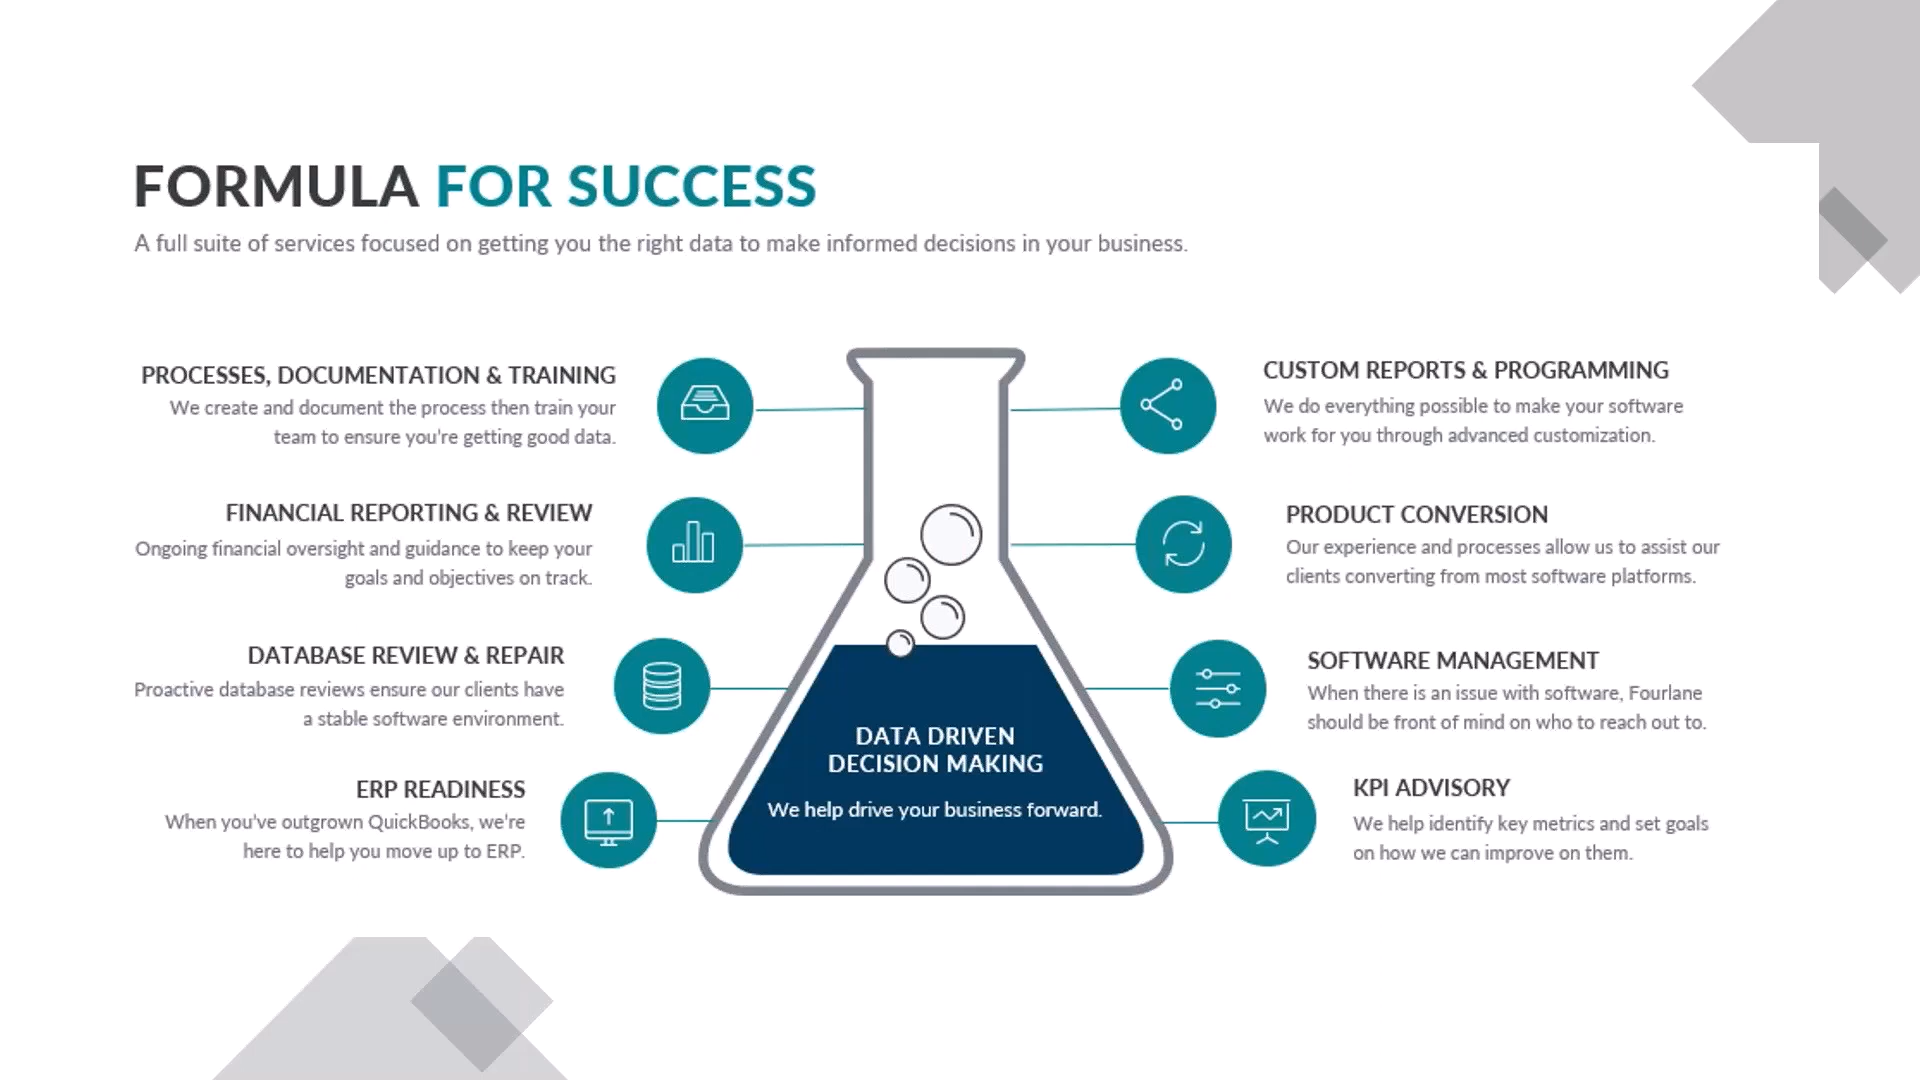 FORMULA FOR SUCCESS
A full suite of services focused on getting you the right data to make informed decisions in your business.
PROCESSES, DOCUMENTATION & TRAINING
We create and document the process then train your
team to ensure you're getting good data.
FINANCIAL REPORTING & REVIEW
Ongoing financial oversight and guidance to keep your
goals and objectives on track.
DATABASE REVIEW & REPAIR
Proactive database reviews ensure our clients have
a stable software environment.
ERP READINESS
When you've outgrown QuickBooks, we're
here to help you move up to ERP.
DATA DRIVEN
DECISION MAKING
We help drive your business forward.
CUSTOM REPORTS & PROGRAMMING
We do everything possible to make your software
work for you through advanced customization.
PRODUCT CONVERSION
Our experience and processes allow us to assist our
clients converting from most software platforms.
SOFTWARE MANAGEMENT
When there is an issue with software, Fourlane
should be front of mind on who to reach out to.
KPI ADVISORY
We help identify key metrics and set goals
on how we can improve on them.